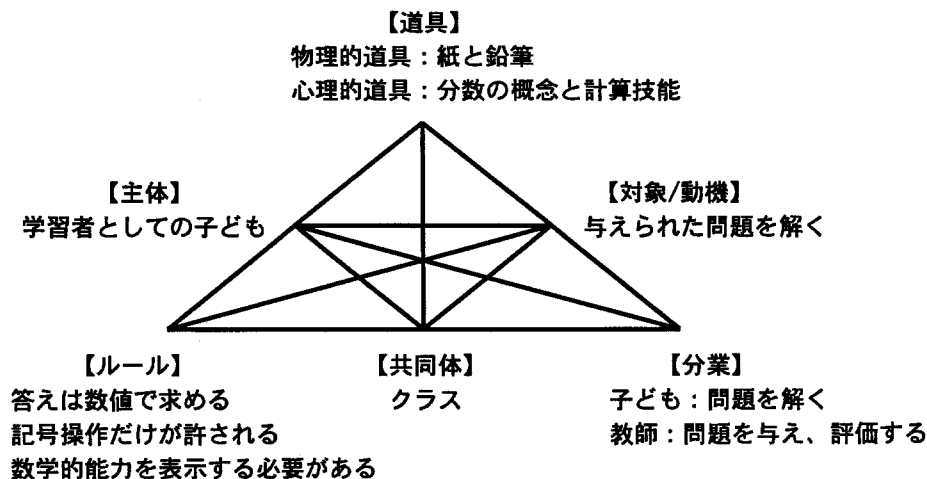 【道具】
物理的道具：紙と鉛筆
心理的道具：分数の概念と計算技能
【主体】
学習者としての子ども
【対象/動機】
与えられた問題を解く
【ルール】
答えは数値で求める
記号操作だけが許される
数学的能力を表示する必要がある
【共同体】
クラス
【分業】
子ども：問題を解く
教師：問題を与え、評価する